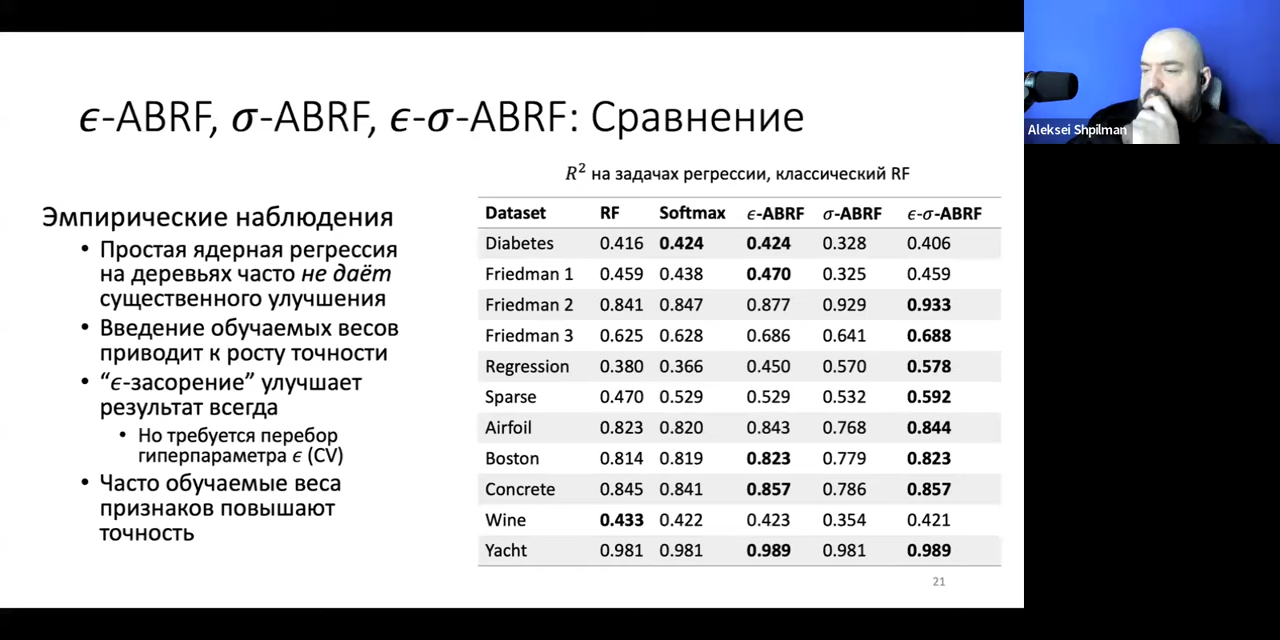 ϵ-ABRF, σ-ABRF, ϵ-σ-ABRF: Сравнение
Aleksei Shpilman
Эмпирические наблюдения
• Простая ядерная регрессия
на деревьях часто не даёт
существенного улучшения
• Введение обучаемых весов
приводит к росту точности
• “ϵ-засорение” улучшает
результат всегда
• Но требуется перебор
гиперпараметра ϵ (CV)
• Часто обучаемые веса
признаков повышают
точность
R² на задачах регрессии, классический RF
Dataset RF Softmax ϵ-ABRF σ-ABRF ϵ-σ-ABRF
Diabetes 0.416 0.424 0.424 0.328 0.406
Friedman 1 0.459 0.438 0.470 0.325 0.459
Friedman 2 0.841 0.847 0.877 0.929 0.933
Friedman 3 0.625 0.628 0.686 0.641 0.688
Regression 0.380 0.366 0.450 0.570 0.578
Sparse 0.470 0.529 0.529 0.532 0.592
Airfoil 0.823 0.820 0.843 0.768 0.844
Boston 0.814 0.819 0.823 0.779 0.823
Concrete 0.845 0.841 0.857 0.786 0.857
Wine 0.433 0.422 0.423 0.354 0.421
Yacht 0.981 0.981 0.989 0.981 0.989
21